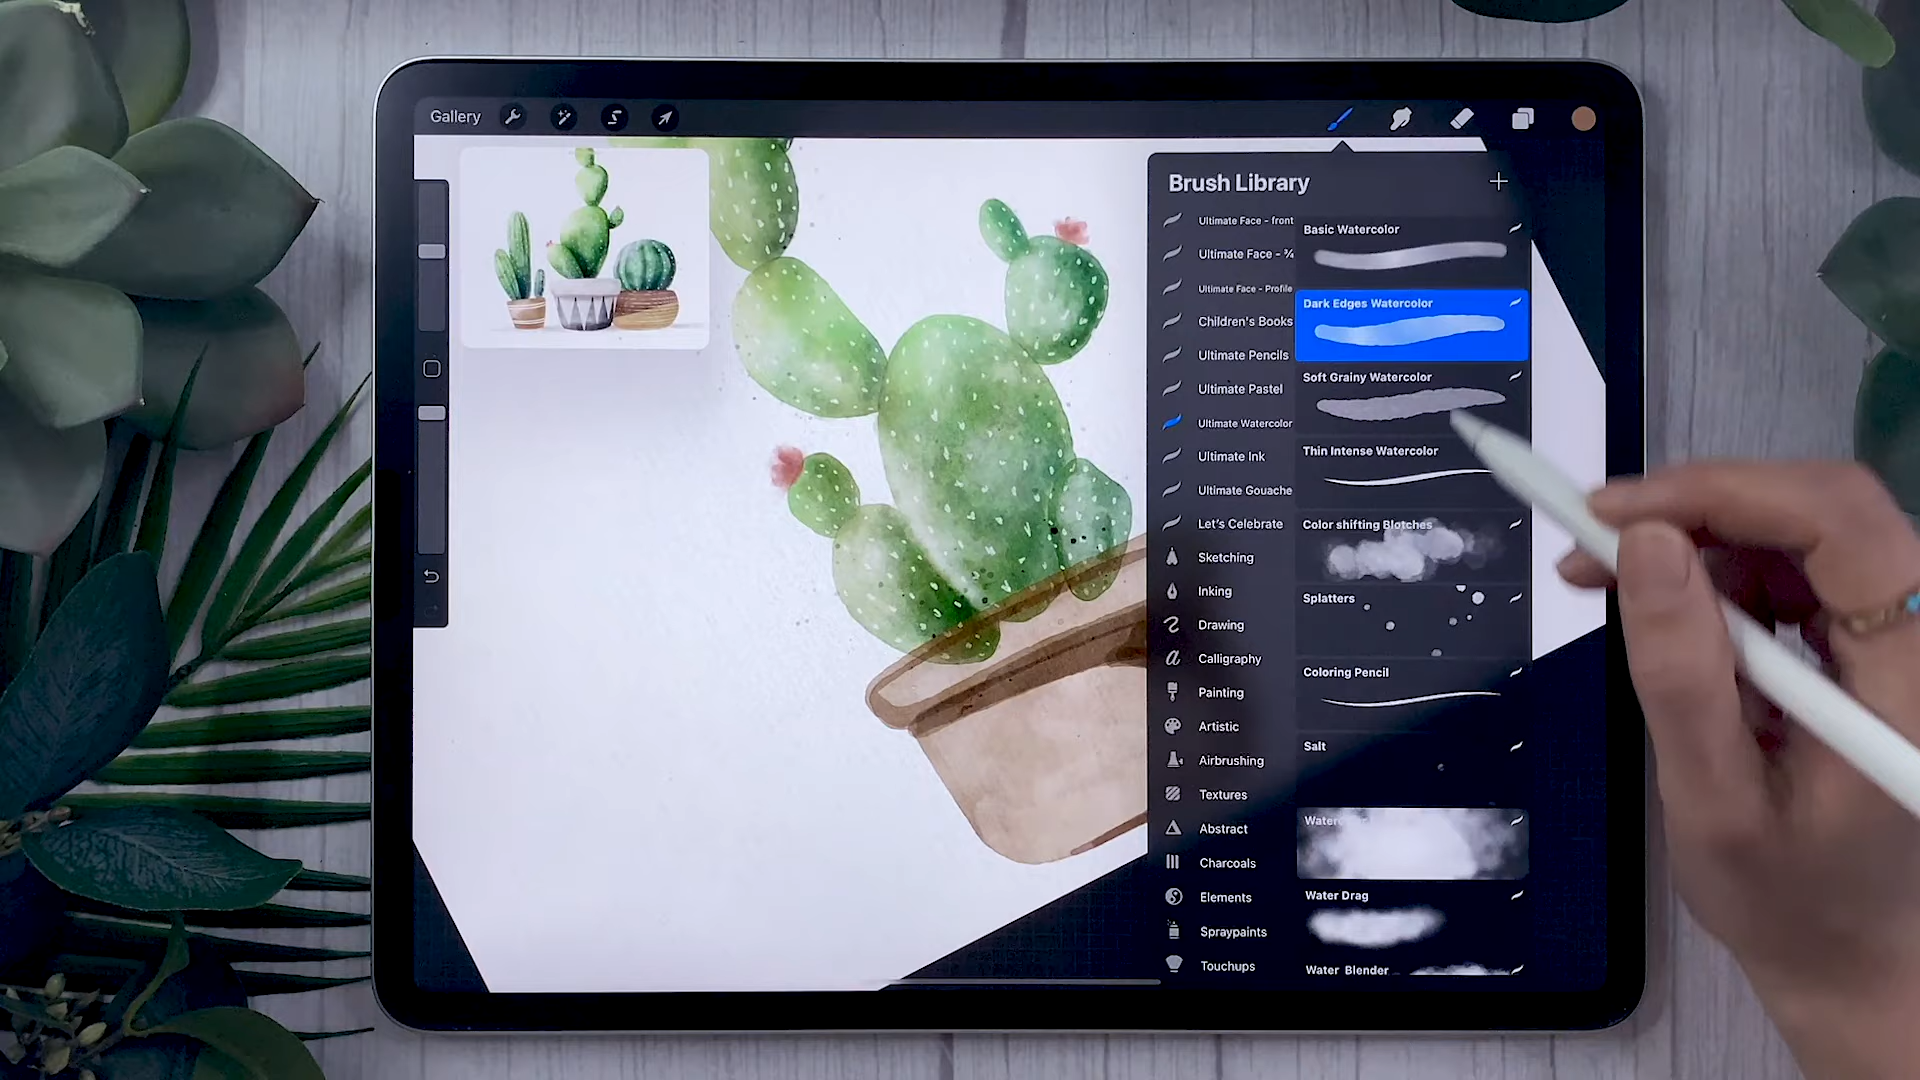 Gallery
Brush Library
Ultimate Face - front
Ultimate Face - ¾
Ultimate Face - Profile
Children's Books
Ultimate Pencils
Ultimate Pastel
Ultimate Watercolor
Ultimate Ink
Ultimate Gouache
Let's Celebrate
Sketching
Inking
Drawing
Calligraphy
Painting
Artistic
Airbrushing
Textures
Abstract
Charcoals
Elements
Spraypaints
Touchups
Basic Watercolor
Dark Edges Watercolor
Soft Grainy Watercolor
Thin Intense Watercolor
Color shifting Blotches
Splatters
Coloring Pencil
Salt
Water Drag
Water Blender